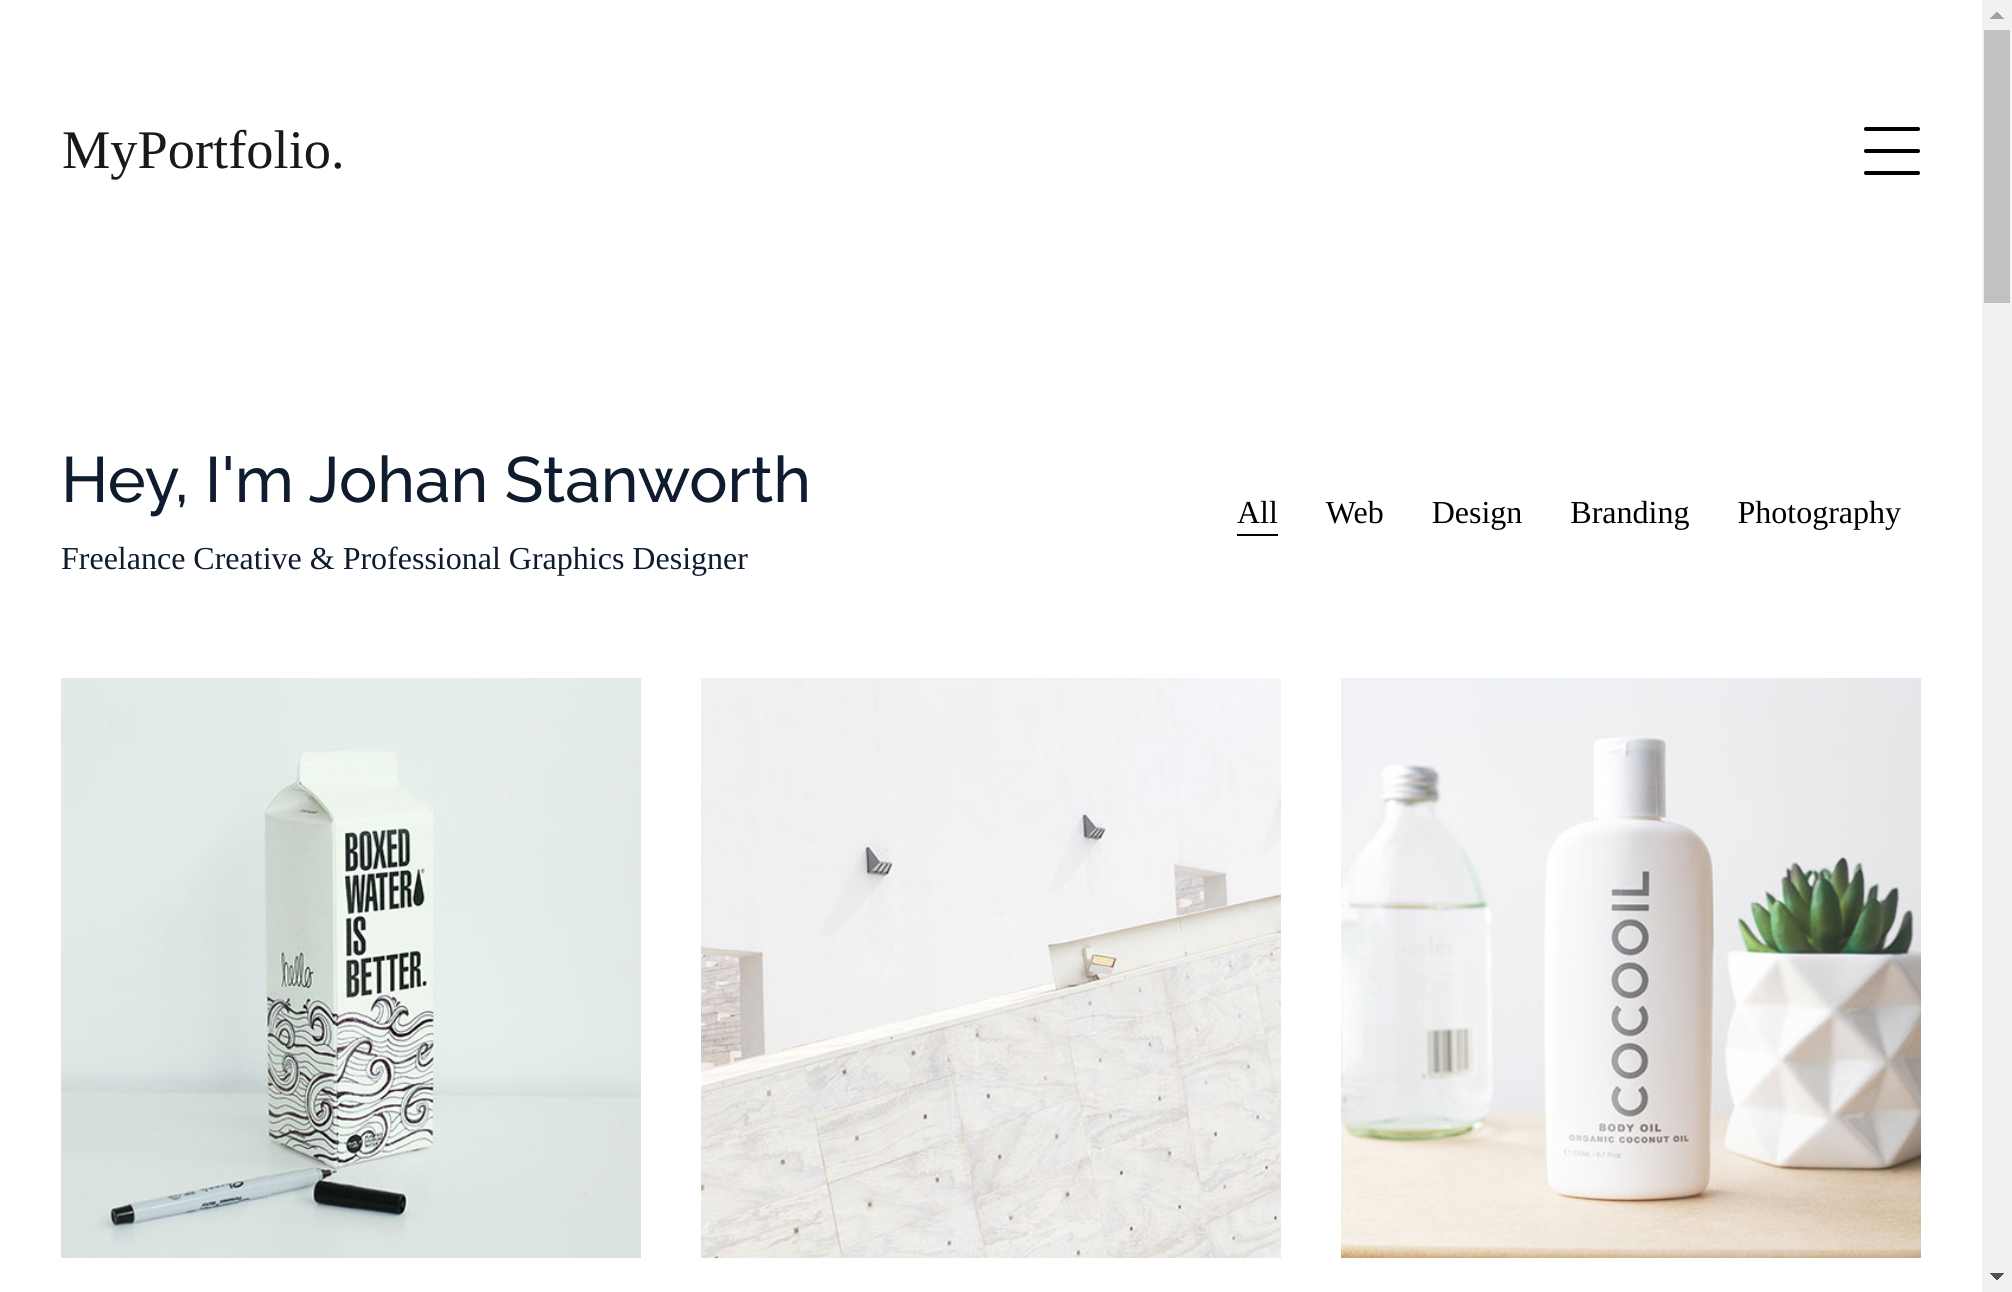 MyPortfolio.
Hey, I'm Johan Stanworth
Freelance Creative & Professional Graphics Designer
All Web Design Branding Photography
BOXED
WATER
IS
BETTER.
hello
COCOOIL
BODY OIL
ORGANIC COCONUT OIL